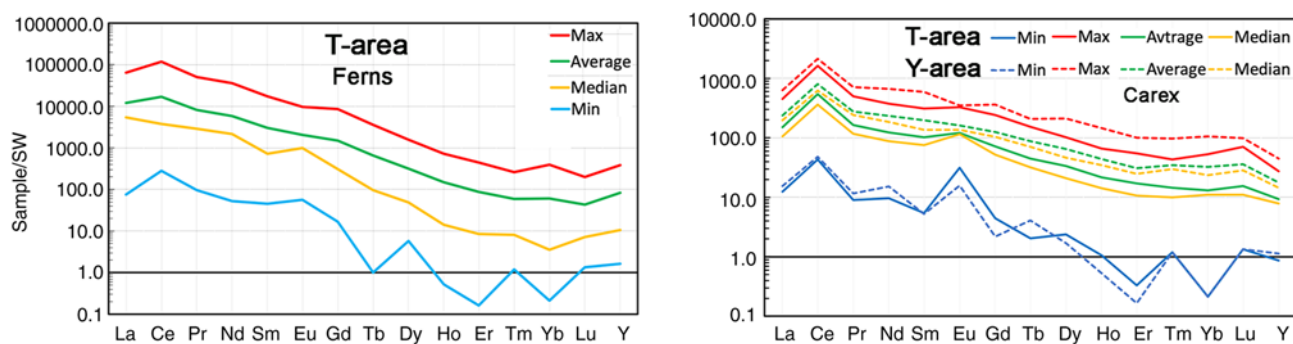 T-area
Ferns
Max
Average
Median
Min
Sample/SW
1000000.0
100000.0
10000.0
1000.0
100.0
10.0
1.0
0.1
La Ce Pr Nd Sm Eu Gd Tb Dy Ho Er Tm Yb Lu Y
T-area Min Max Avtrage Median
Y-area Min Max Average Median
Carex
10000.0
1000.0
100.0
10.0
1.0
0.1
La Ce Pr Nd Sm Eu Gd Tb Dy Ho Er Tm Yb Lu Y